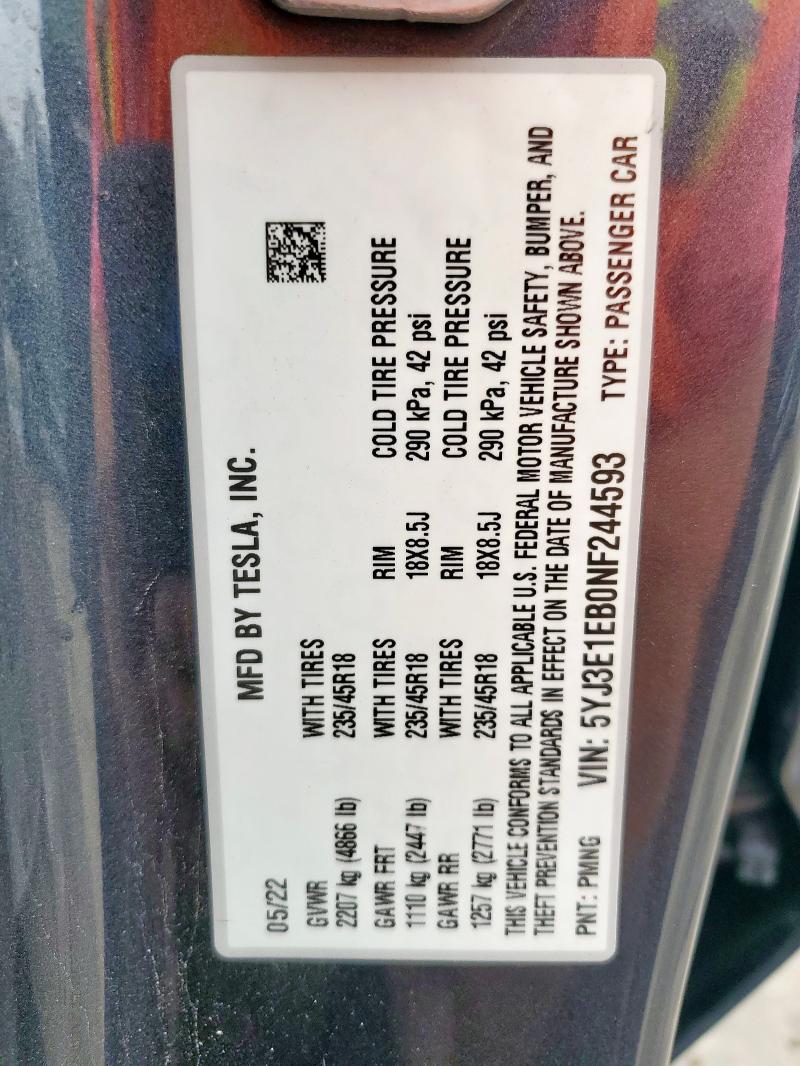 MFD BY TESLA, INC.
05/22
GVWR WITH TIRES
2207 kg (4866 lb) 235/45R18
GAWR FRT WITH TIRES RIM COLD TIRE PRESSURE
1110 kg (2447 lb) 235/45R18 18X8.5J 290 kPa, 42 psi
GAWR RR WITH TIRES RIM COLD TIRE PRESSURE
1257 kg (2771 lb) 235/45R18 18X8.5J 290 kPa, 42 psi
THIS VEHICLE CONFORMS TO ALL APPLICABLE U.S. FEDERAL MOTOR VEHICLE SAFETY, BUMPER, AND
THEFT PREVENTION STANDARDS IN EFFECT ON THE DATE OF MANUFACTURE SHOWN ABOVE.
PNT: PMNG VIN: 5YJ3E1EB0NF244593 TYPE: PASSENGER CAR